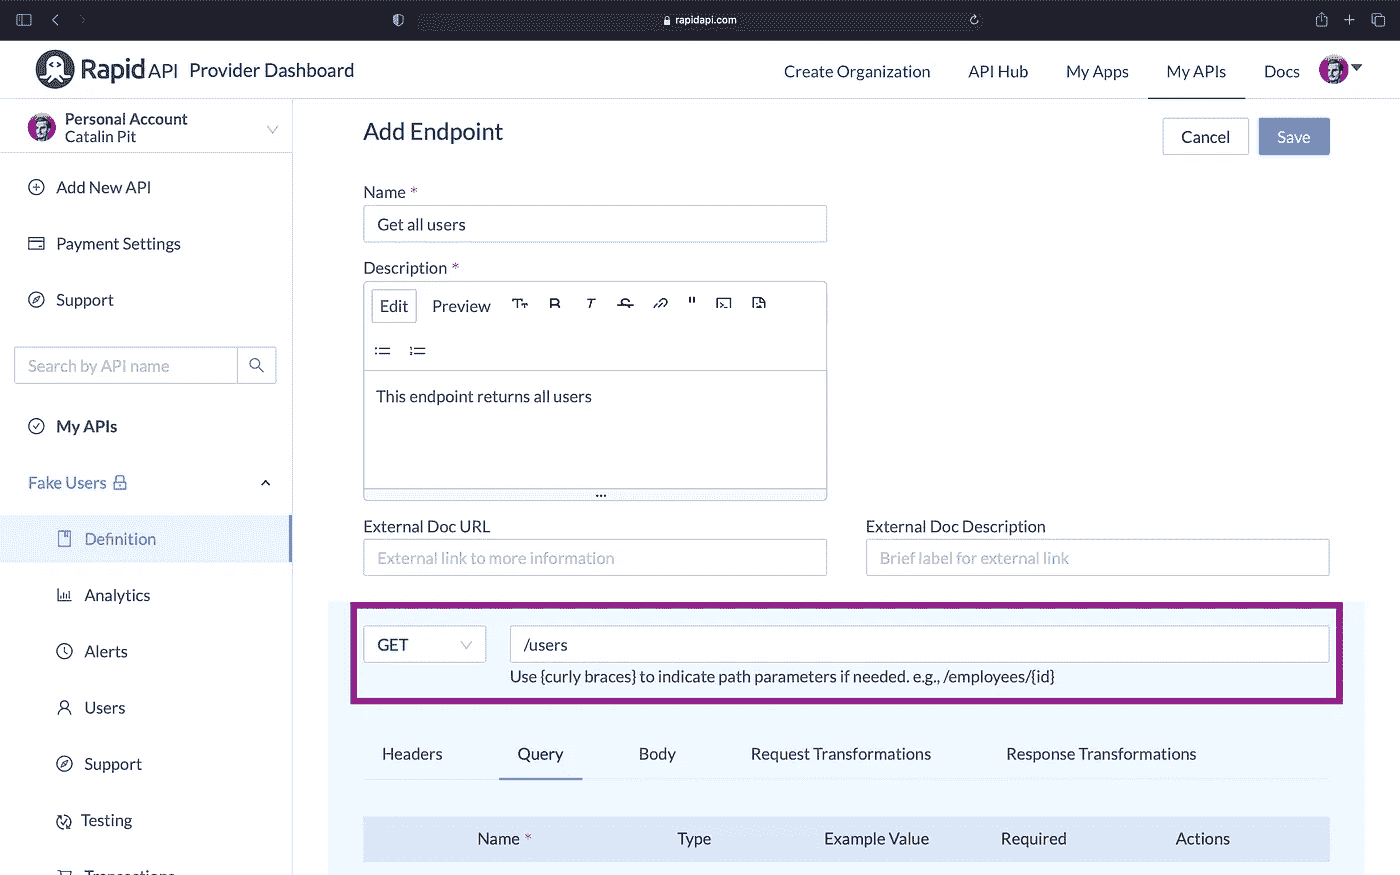 rapidapi.com
Rapid API Provider Dashboard
Create Organization
API Hub
My Apps
My APIs
Docs
Personal Account
Catalin Pit
Add New API
Payment Settings
Support
Search by API name
My APIs
Fake Users
Definition
Analytics
Alerts
Users
Support
Testing
Transactions
Add Endpoint
Cancel
Save
Name *
Get all users
Description *
Edit
Preview
This endpoint returns all users
External Doc URL
External link to more information
External Doc Description
Brief label for external link
GET
/users
Use {curly braces} to indicate path parameters if needed. e.g., /employees/{id}
Headers
Query
Body
Request Transformations
Response Transformations
Name *
Type
Example Value
Required
Actions